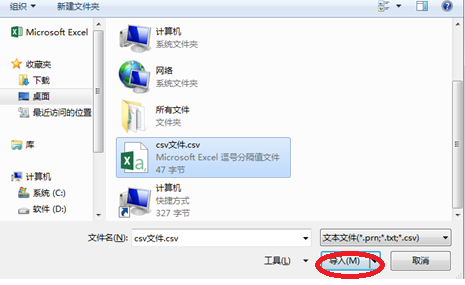 组织 新建文件夹
Microsoft Excel
收藏夹
下载
桌面
最近访问的位置
库
计算机
系统 (C:)
软件 (D:)
计算机
系统文件夹
网络
系统文件夹
所有文件
文件夹
csv文件.csv
Microsoft Excel 逗号分隔值文件
47 字节
计算机
快捷方式
327 字节
文件名(N): csv文件.csv 文本文件(*.prn;*.txt;*.csv)
工具(L) 导入(M) 取消